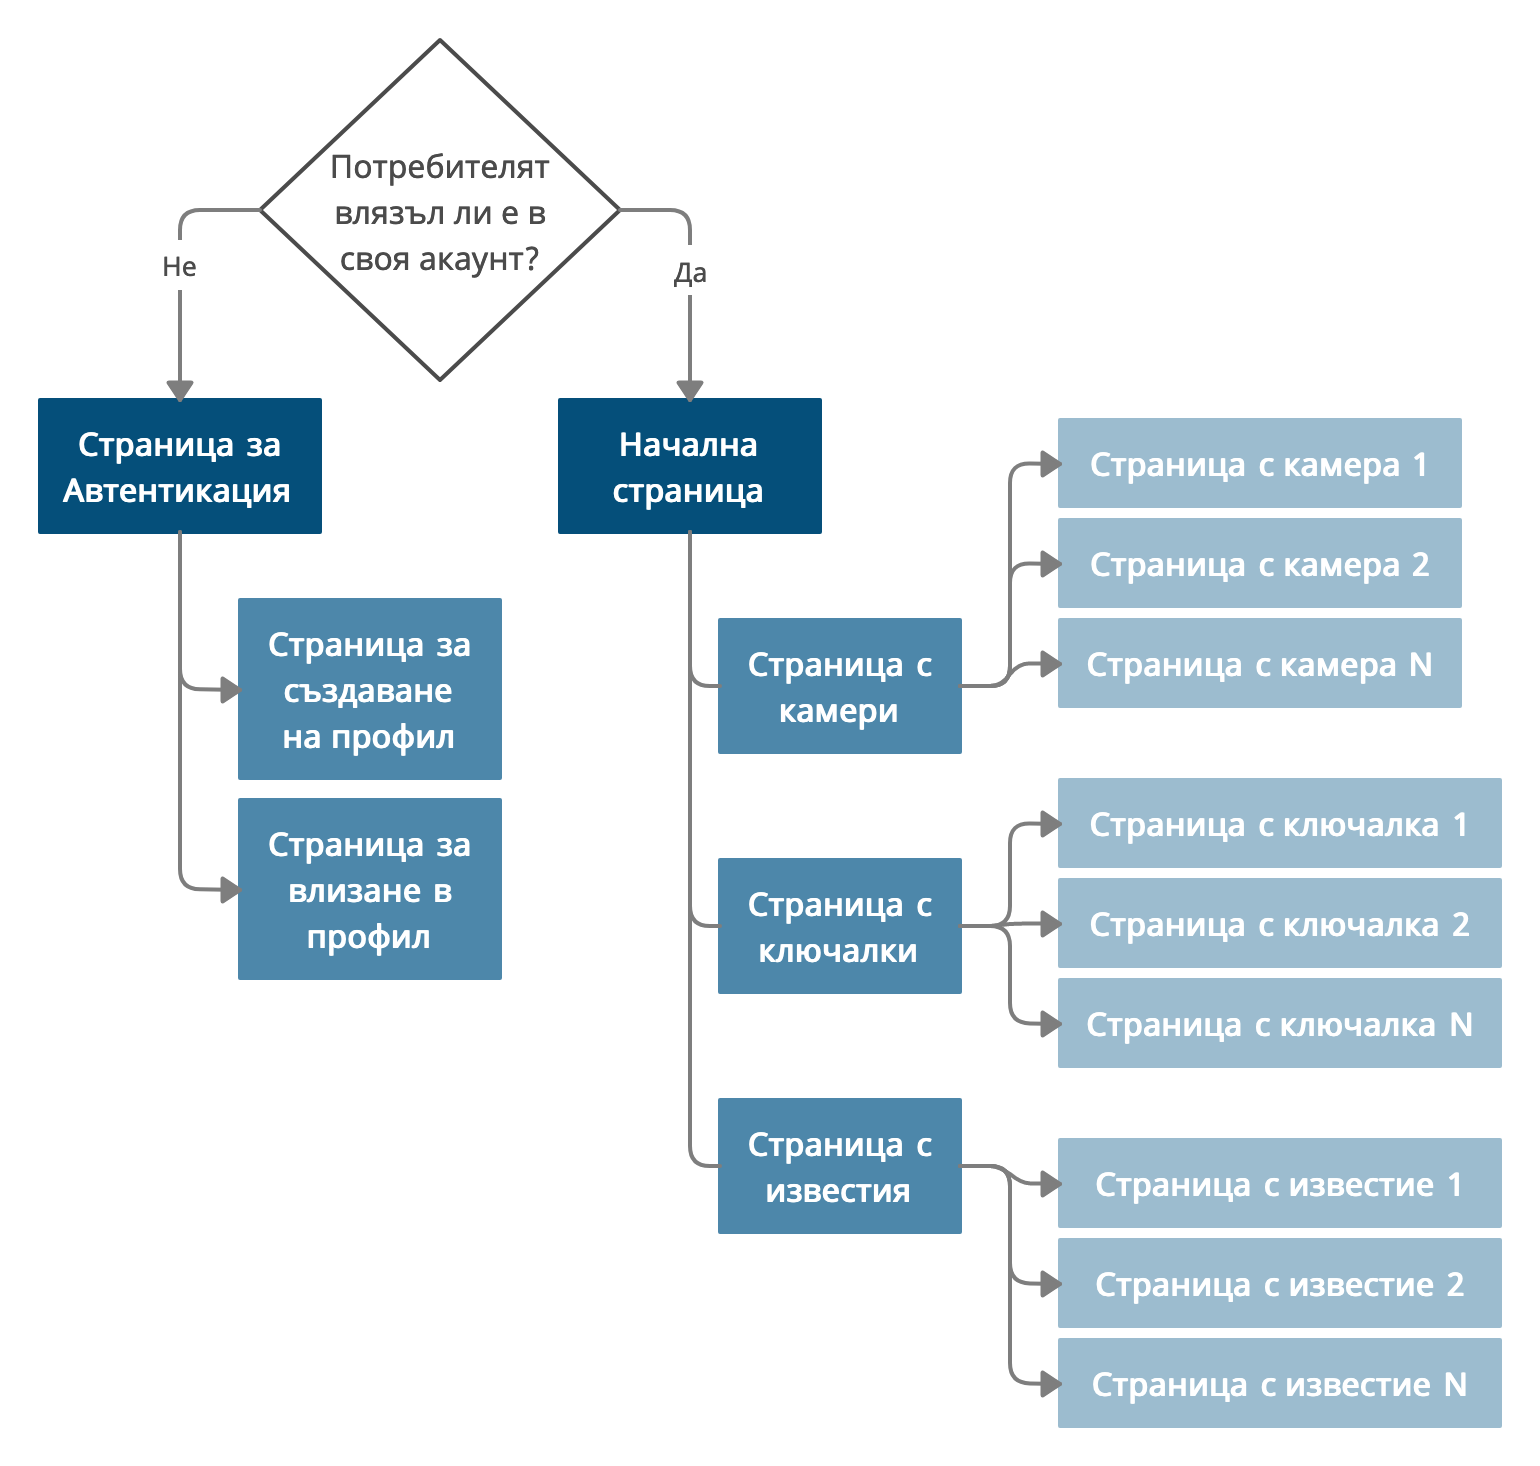 Потребителят
влязъл ли е в
своя акаунт?
Не
Да
Страница за
Автентикация
Страница за
създаване
на профил
Страница за
влизане в
профил
Начална
страница
Страница с
камери
Страница с камера 1
Страница с камера 2
Страница с камера N
Страница с
ключалки
Страница с ключалка 1
Страница с ключалка 2
Страница с ключалка N
Страница с
известия
Страница с известие 1
Страница с известие 2
Страница с известие N